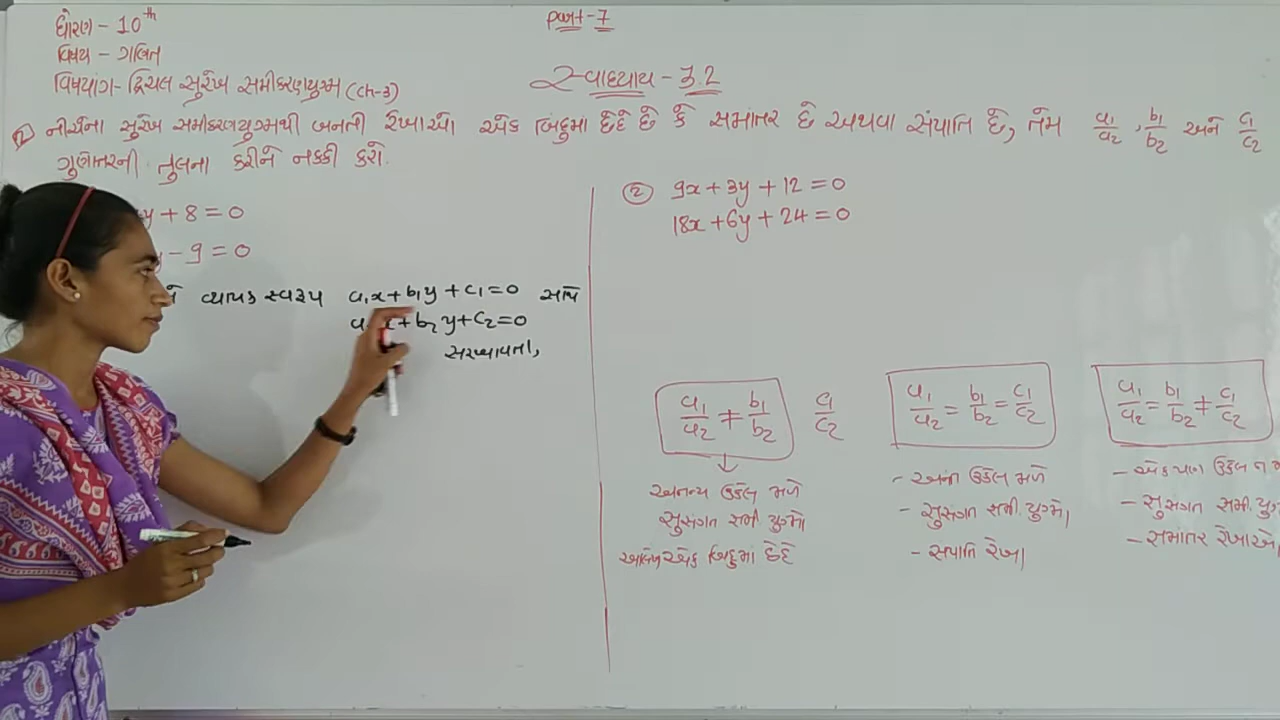 ધોરણ - 10th
વિષય - ગણિત
વિષયાંગ - દ્વિચલ સુરેખ સમીકરણયુગ્મ (Ch-3)
Part - 7
સ્વાધ્યાય - 3.2
નીચેના સુરેખ સમીકરણયુગ્મથી બનતી રેખાઓ એક બિંદુમાં છેદે છે કે સમાંતર છે અથવા સંપાતિ છે, તેમ a1/a2, b1/b2 અને c1/c2
ગુણોત્તરની તુલના કરીને નક્કી કરો.
y + 8 = 0
- 9 = 0
વ્યાપક સ્વરૂપ a1x + b1y + c1 = 0 સાથે
x + b2y + c2 = 0
સરખાવતા,
② 9x + 3y + 12 = 0
18x + 6y + 24 = 0
a1/a2 ≠ b1/b2 c1/c2
અનન્ય ઉકેલ મળે
સુસંગત સમી યુગ્મો
એક બિંદુમાં છેદે
a1/a2 = b1/b2 = c1/c2
- અનંત ઉકેલ મળે
- સુસંગત સમી. યુગ્મો
- સંપાતિ રેખા
a1/a2 = b1/b2 ≠ c1/c2
- એક પણ ઉકેલ ન
- સુસંગત સમી. યુગ
- સમાંતર રેખાઓ